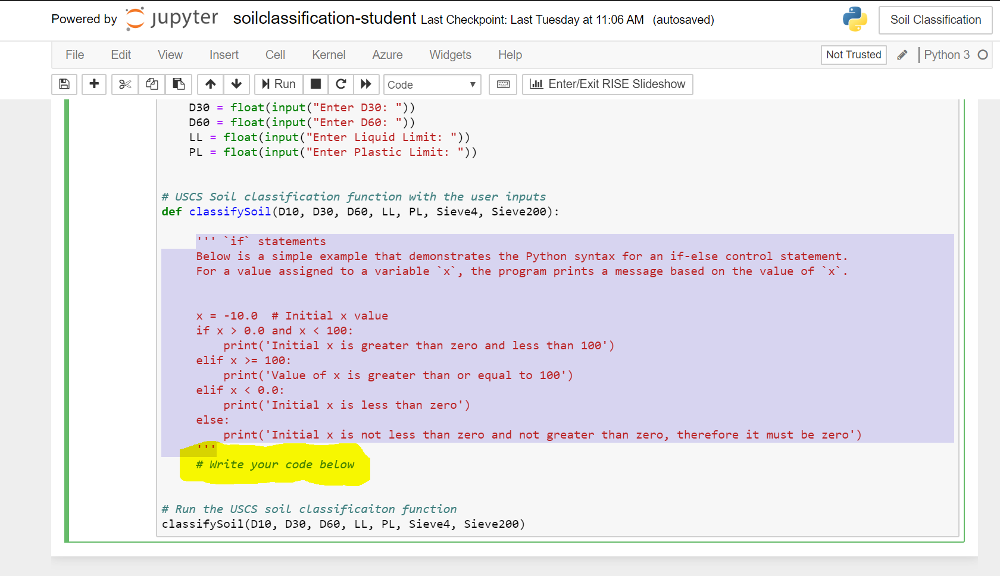 Powered by jupyter soilclassification-student Last Checkpoint: Last Tuesday at 11:06 AM (autosaved) Soil Classification
File Edit View Insert Cell Kernel Azure Widgets Help Not Trusted Python 3
Run Code Enter/Exit RISE Slideshow
D30 = float(input("Enter D30: "))
D60 = float(input("Enter D60: "))
LL = float(input("Enter Liquid Limit: "))
PL = float(input("Enter Plastic Limit: "))
# USCS Soil classification function with the user inputs
def classifySoil(D10, D30, D60, LL, PL, Sieve4, Sieve200):
''' `if` statements
Below is a simple example that demonstrates the Python syntax for an if-else control statement.
For a value assigned to a variable `x`, the program prints a message based on the value of `x`.
x = -10.0  # Initial x value
if x > 0.0 and x < 100:
print('Initial x is greater than zero and less than 100')
elif x >= 100:
print('Value of x is greater than or equal to 100')
elif x < 0.0:
print('Initial x is less than zero')
else:
print('Initial x is not less than zero and not greater than zero, therefore it must be zero')
'''
# Write your code below
# Run the USCS soil classificaiton function
classifySoil(D10, D30, D60, LL, PL, Sieve4, Sieve200)